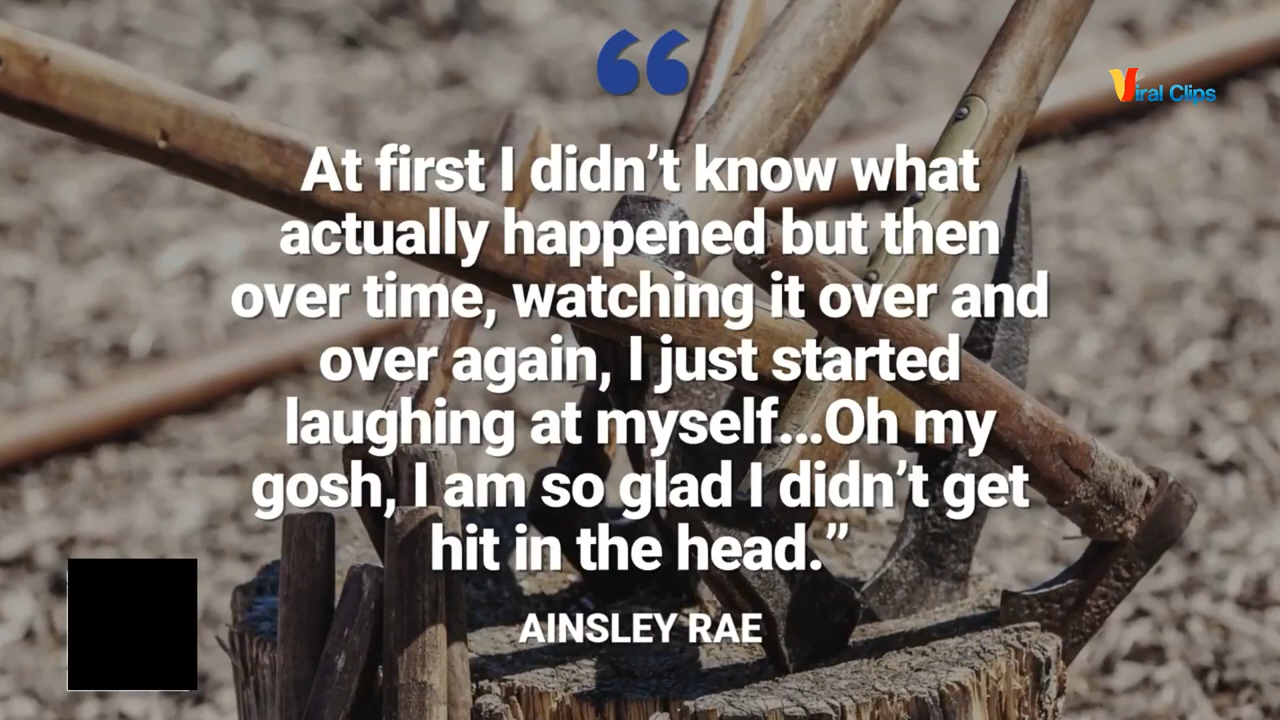 “
Viral Clips
At first I didn’t know what
actually happened but then
over time, watching it over and
over again, I just started
laughing at myself...Oh my
gosh, I am so glad I didn’t get
hit in the head.”
AINSLEY RAE